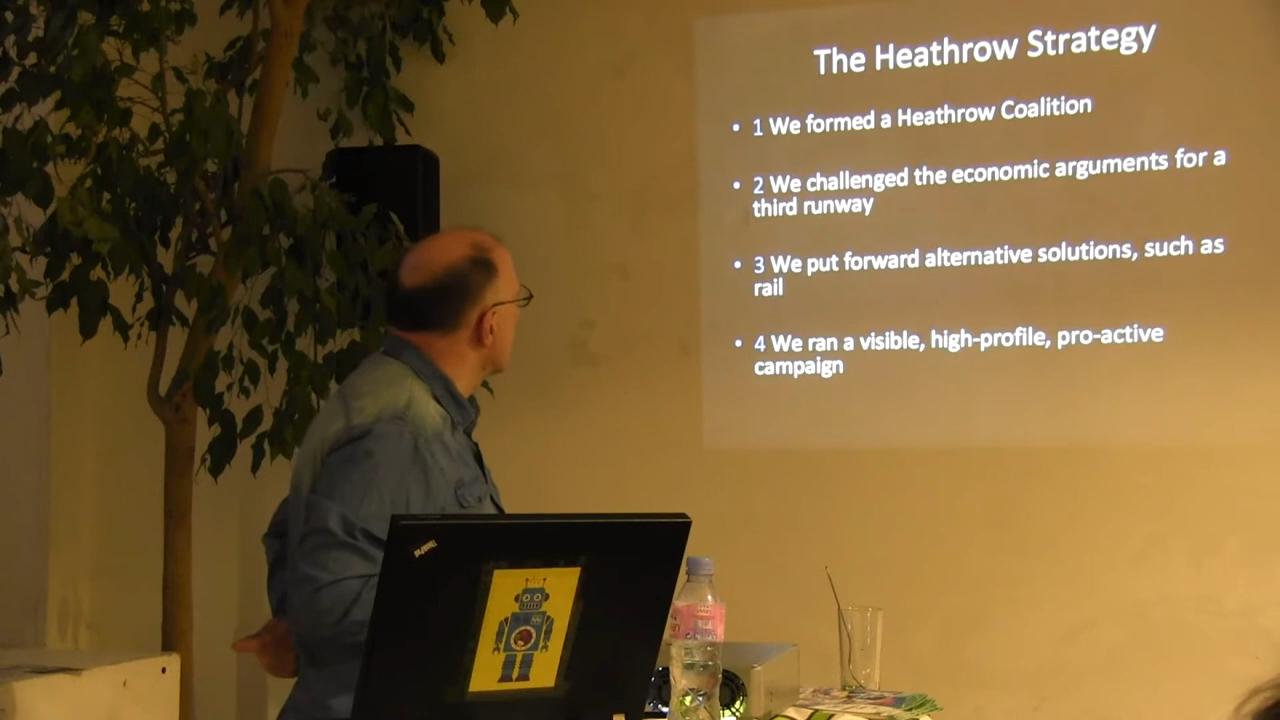 The Heathrow Strategy
• 1 We formed a Heathrow Coalition
• 2 We challenged the economic arguments for a
third runway
• 3 We put forward alternative solutions, such as
rail
• 4 We ran a visible, high-profile, pro-active
campaign
ThinkPad